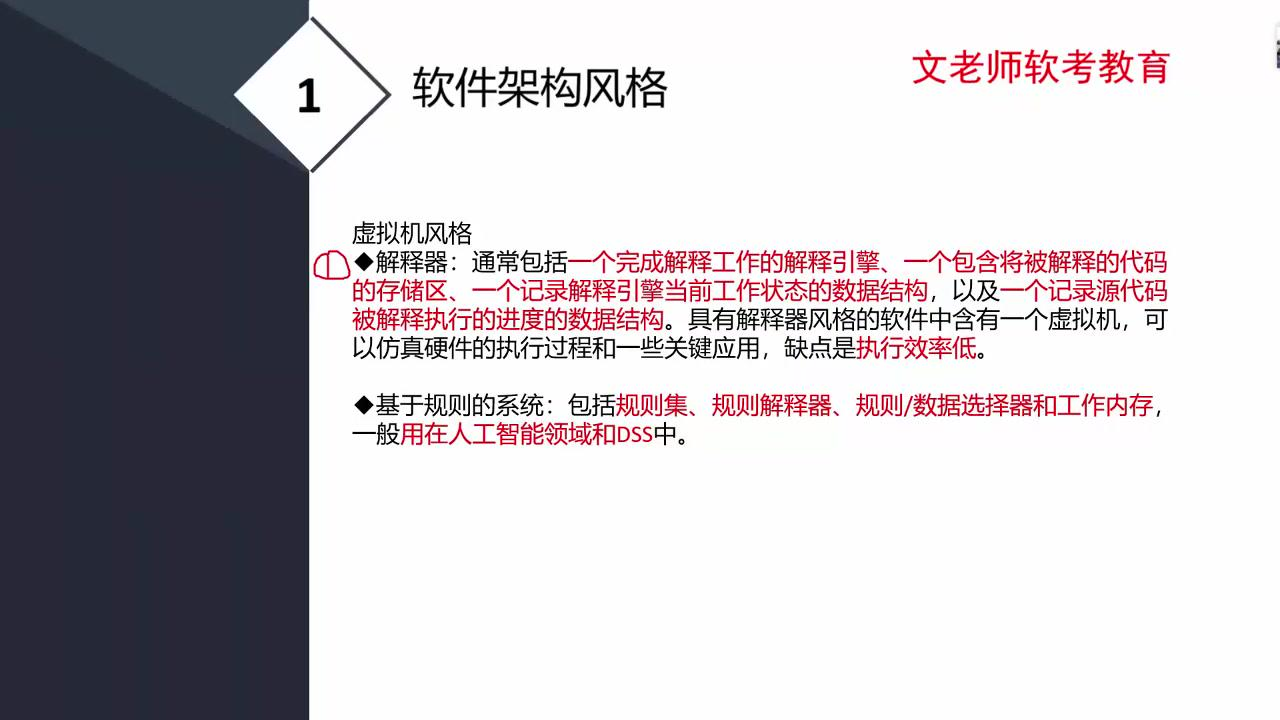 1
软件架构风格
文老师软考教育
虚拟机风格
①◆解释器：通常包括一个完成解释工作的解释引擎、一个包含将被解释的代码
的存储区、一个记录解释引擎当前工作状态的数据结构，以及一个记录源代码
被解释执行的进度的数据结构。具有解释器风格的软件中含有一个虚拟机，可
以仿真硬件的执行过程和一些关键应用，缺点是执行效率低。
◆基于规则的系统：包括规则集、规则解释器、规则/数据选择器和工作内存，
一般用在人工智能领域和DSS中。